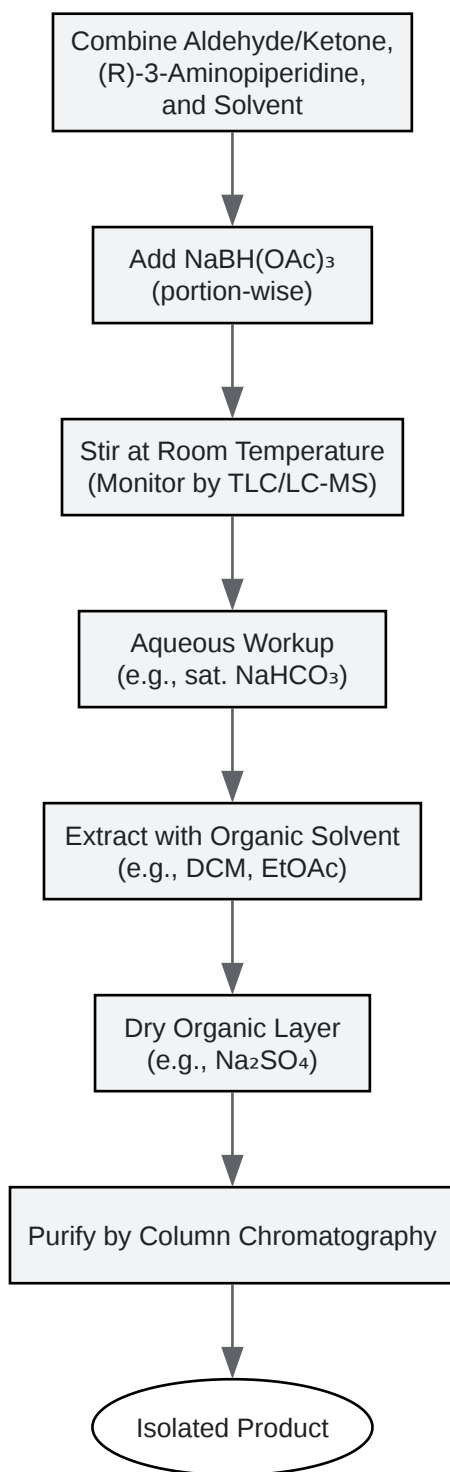 Combine Aldehyde/Ketone,
(R)-3-Aminopiperidine,
and Solvent
Add NaBH(OAc)₃
(portion-wise)
Stir at Room Temperature
(Monitor by TLC/LC-MS)
Aqueous Workup
(e.g., sat. NaHCO₃)
Extract with Organic Solvent
(e.g., DCM, EtOAc)
Dry Organic Layer
(e.g., Na₂SO₄)
Purify by Column Chromatography
Isolated Product